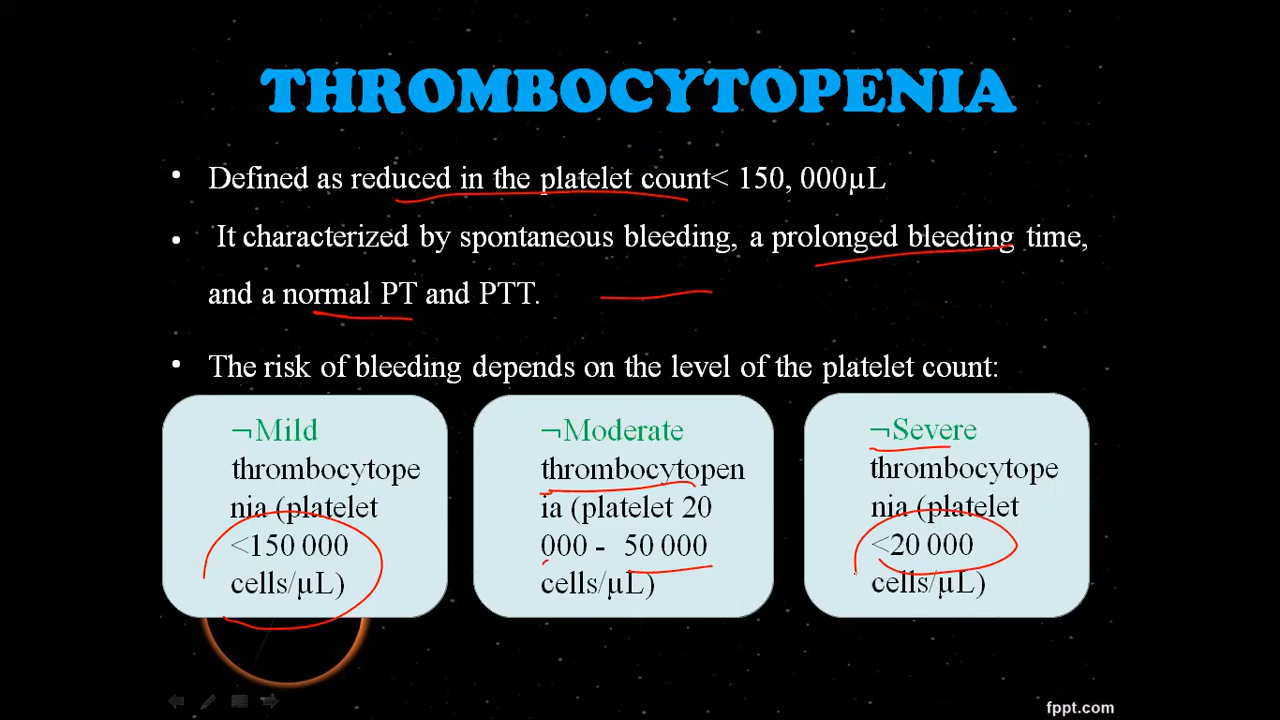 THROMBOCYTOPENIA
• Defined as reduced in the platelet count< 150, 000µL
• It characterized by spontaneous bleeding, a prolonged bleeding time,
and a normal PT and PTT.
• The risk of bleeding depends on the level of the platelet count:
¬Mild
thrombocytope
nia (platelet
<150 000
cells/µL)
¬Moderate
thrombocytopen
ia (platelet 20
000 - 50 000
cells/µL)
¬Severe
thrombocytope
nia (platelet
<20 000
cells/µL)
fppt.com